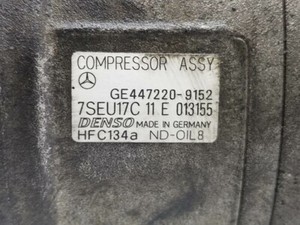 COMPRESSOR ASSY
GE447220-9152
7SEU17C 11 E 013155
DENSO MADE IN GERMANY
HFC134a ND-OIL8